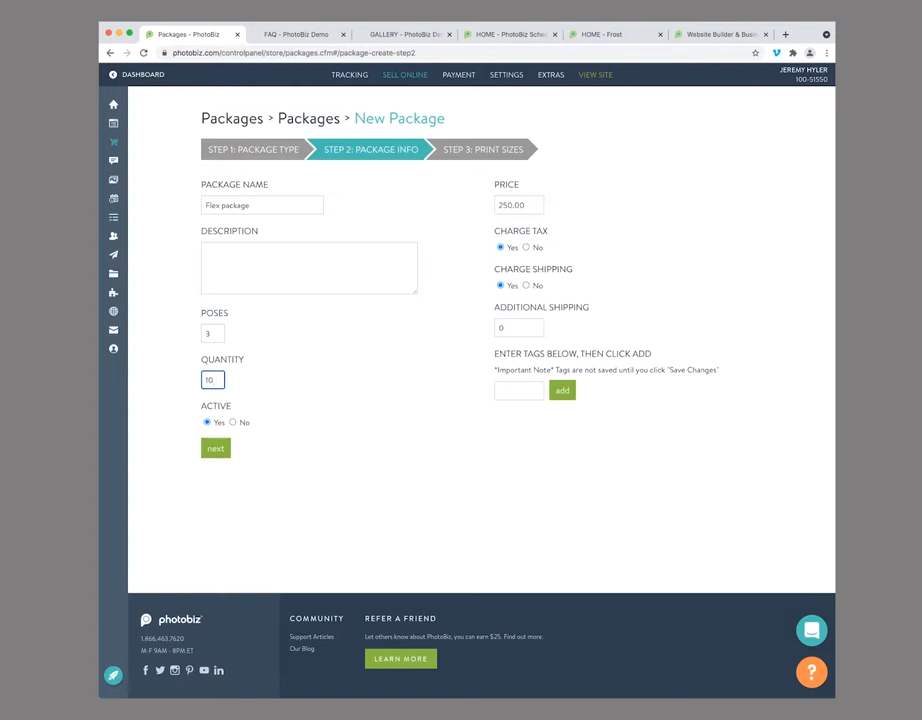 Packages - PhotoBiz
FAQ - PhotoBiz Demo
GALLERY - PhotoBiz De
HOME - PhotoBiz Sche
HOME - Frost
Website Builder & Busi
photobiz.com/controlpanel/store/packages.cfm#/package-create-step2
DASHBOARD
TRACKING
SELL ONLINE
PAYMENT
SETTINGS
EXTRAS
VIEW SITE
JEREMY HYLER
100-51550
Packages > Packages > New Package
STEP 1: PACKAGE TYPE
STEP 2: PACKAGE INFO
STEP 3: PRINT SIZES
PACKAGE NAME
Flex package
DESCRIPTION
POSES
3
QUANTITY
10
ACTIVE
Yes No
next
PRICE
250.00
CHARGE TAX
Yes No
CHARGE SHIPPING
Yes No
ADDITIONAL SHIPPING
0
ENTER TAGS BELOW, THEN CLICK ADD
*Important Note* Tags are not saved until you click "Save Changes"
add
photobiz
1.866.463.7620
M-F 9AM - 8PM ET
COMMUNITY
Support Articles
Our Blog
REFER A FRIEND
Let others know about PhotoBiz, you can earn $25. Find out more.
LEARN MORE
?